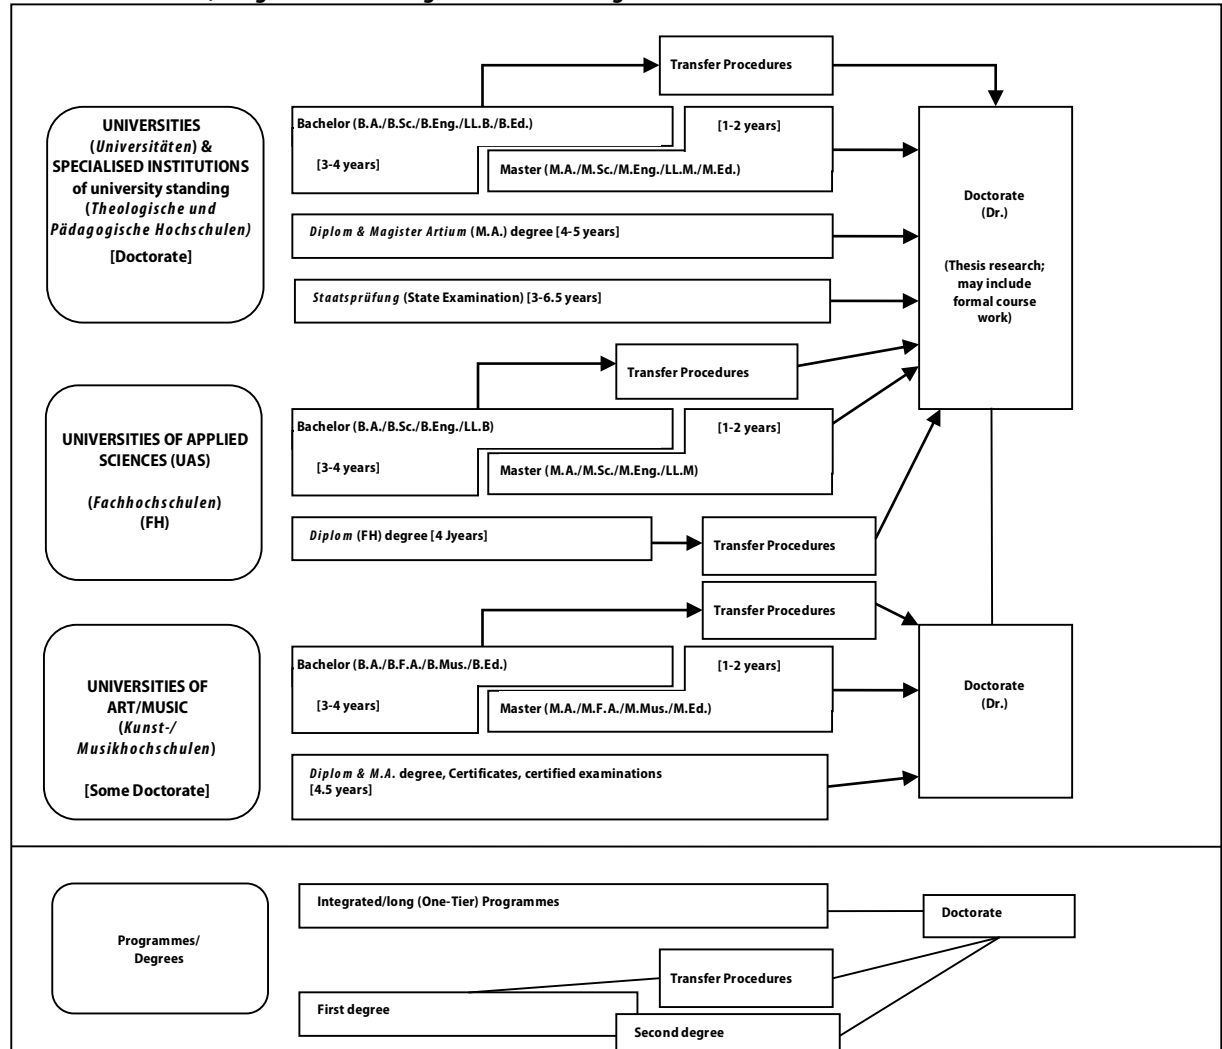 Transfer Procedures
UNIVERSITIES
(Universitäten) &
SPECIALISED INSTITUTIONS
of university standing
(Theologische und
Pädagogische Hochschulen)
[Doctorate]
Bachelor (B.A./B.Sc./B.Eng./LL.B./B.Ed.)
[3-4 years]
[1-2 years]
Master (M.A./M.Sc./M.Eng./LL.M./M.Ed.)
Diplom & Magister Artium (M.A.) degree [4-5 years]
Staatsprüfung (State Examination) [3-6.5 years]
Doctorate
(Dr.)
(Thesis research;
may include
formal course
work)
Transfer Procedures
UNIVERSITIES OF APPLIED
SCIENCES (UAS)
(Fachhochschulen)
(FH)
Bachelor (B.A./B.Sc./B.Eng./LL.B)
[3-4 years]
[1-2 years]
Master (M.A./M.Sc./M.Eng./LL.M)
Diplom (FH) degree [4 Jyears]
Transfer Procedures
Transfer Procedures
UNIVERSITIES OF
ART/MUSIC
(Kunst-/
Musikhochschulen)
[Some Doctorate]
Bachelor (B.A./B.F.A./B.Mus./B.Ed.)
[3-4 years]
[1-2 years]
Master (M.A./M.F.A./M.Mus./M.Ed.)
Diplom & M.A. degree, Certificates, certified examinations
[4.5 years]
Doctorate
(Dr.)
Programmes/
Degrees
Integrated/long (One-Tier) Programmes
Doctorate
Transfer Procedures
First degree
Second degree